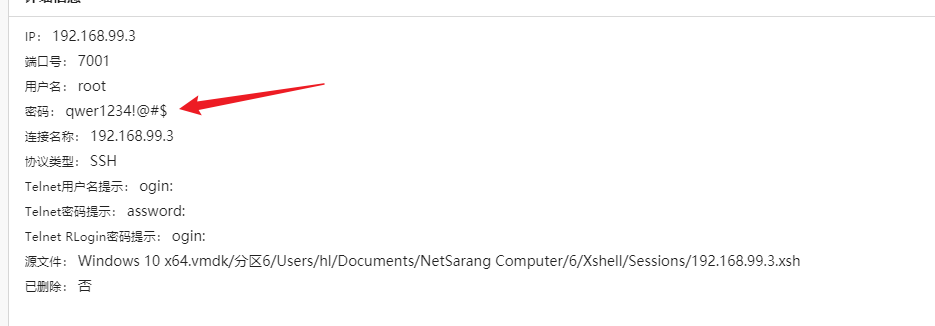 IP： 192.168.99.3
端口号： 7001
用户名： root
密码： qwer1234!@#$
连接名称： 192.168.99.3
协议类型： SSH
Telnet用户名提示： ogin:
Telnet密码提示： assword:
Telnet RLogin密码提示： ogin:
源文件： Windows 10 x64.vmdk/分区6/Users/hl/Documents/NetSarang Computer/6/Xshell/Sessions/192.168.99.3.xsh
已删除： 否